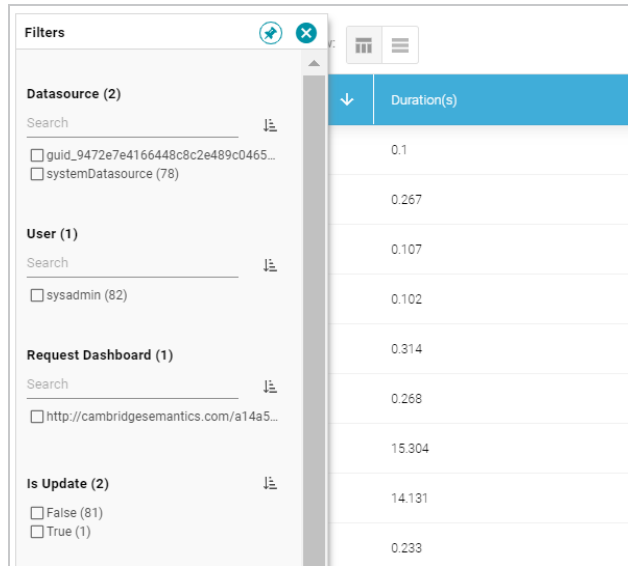 Filters
Datasource (2)
Search
guid_9472e7e4166448c8c2e489c0465...
systemDatasource (78)
User (1)
Search
sysadmin (82)
Request Dashboard (1)
Search
http://cambridgesemantics.com/a14a5...
Is Update (2)
False (81)
True (1)
w:
Duration(s)
0.1
0.267
0.107
0.102
0.314
0.268
15.304
14.131
0.233